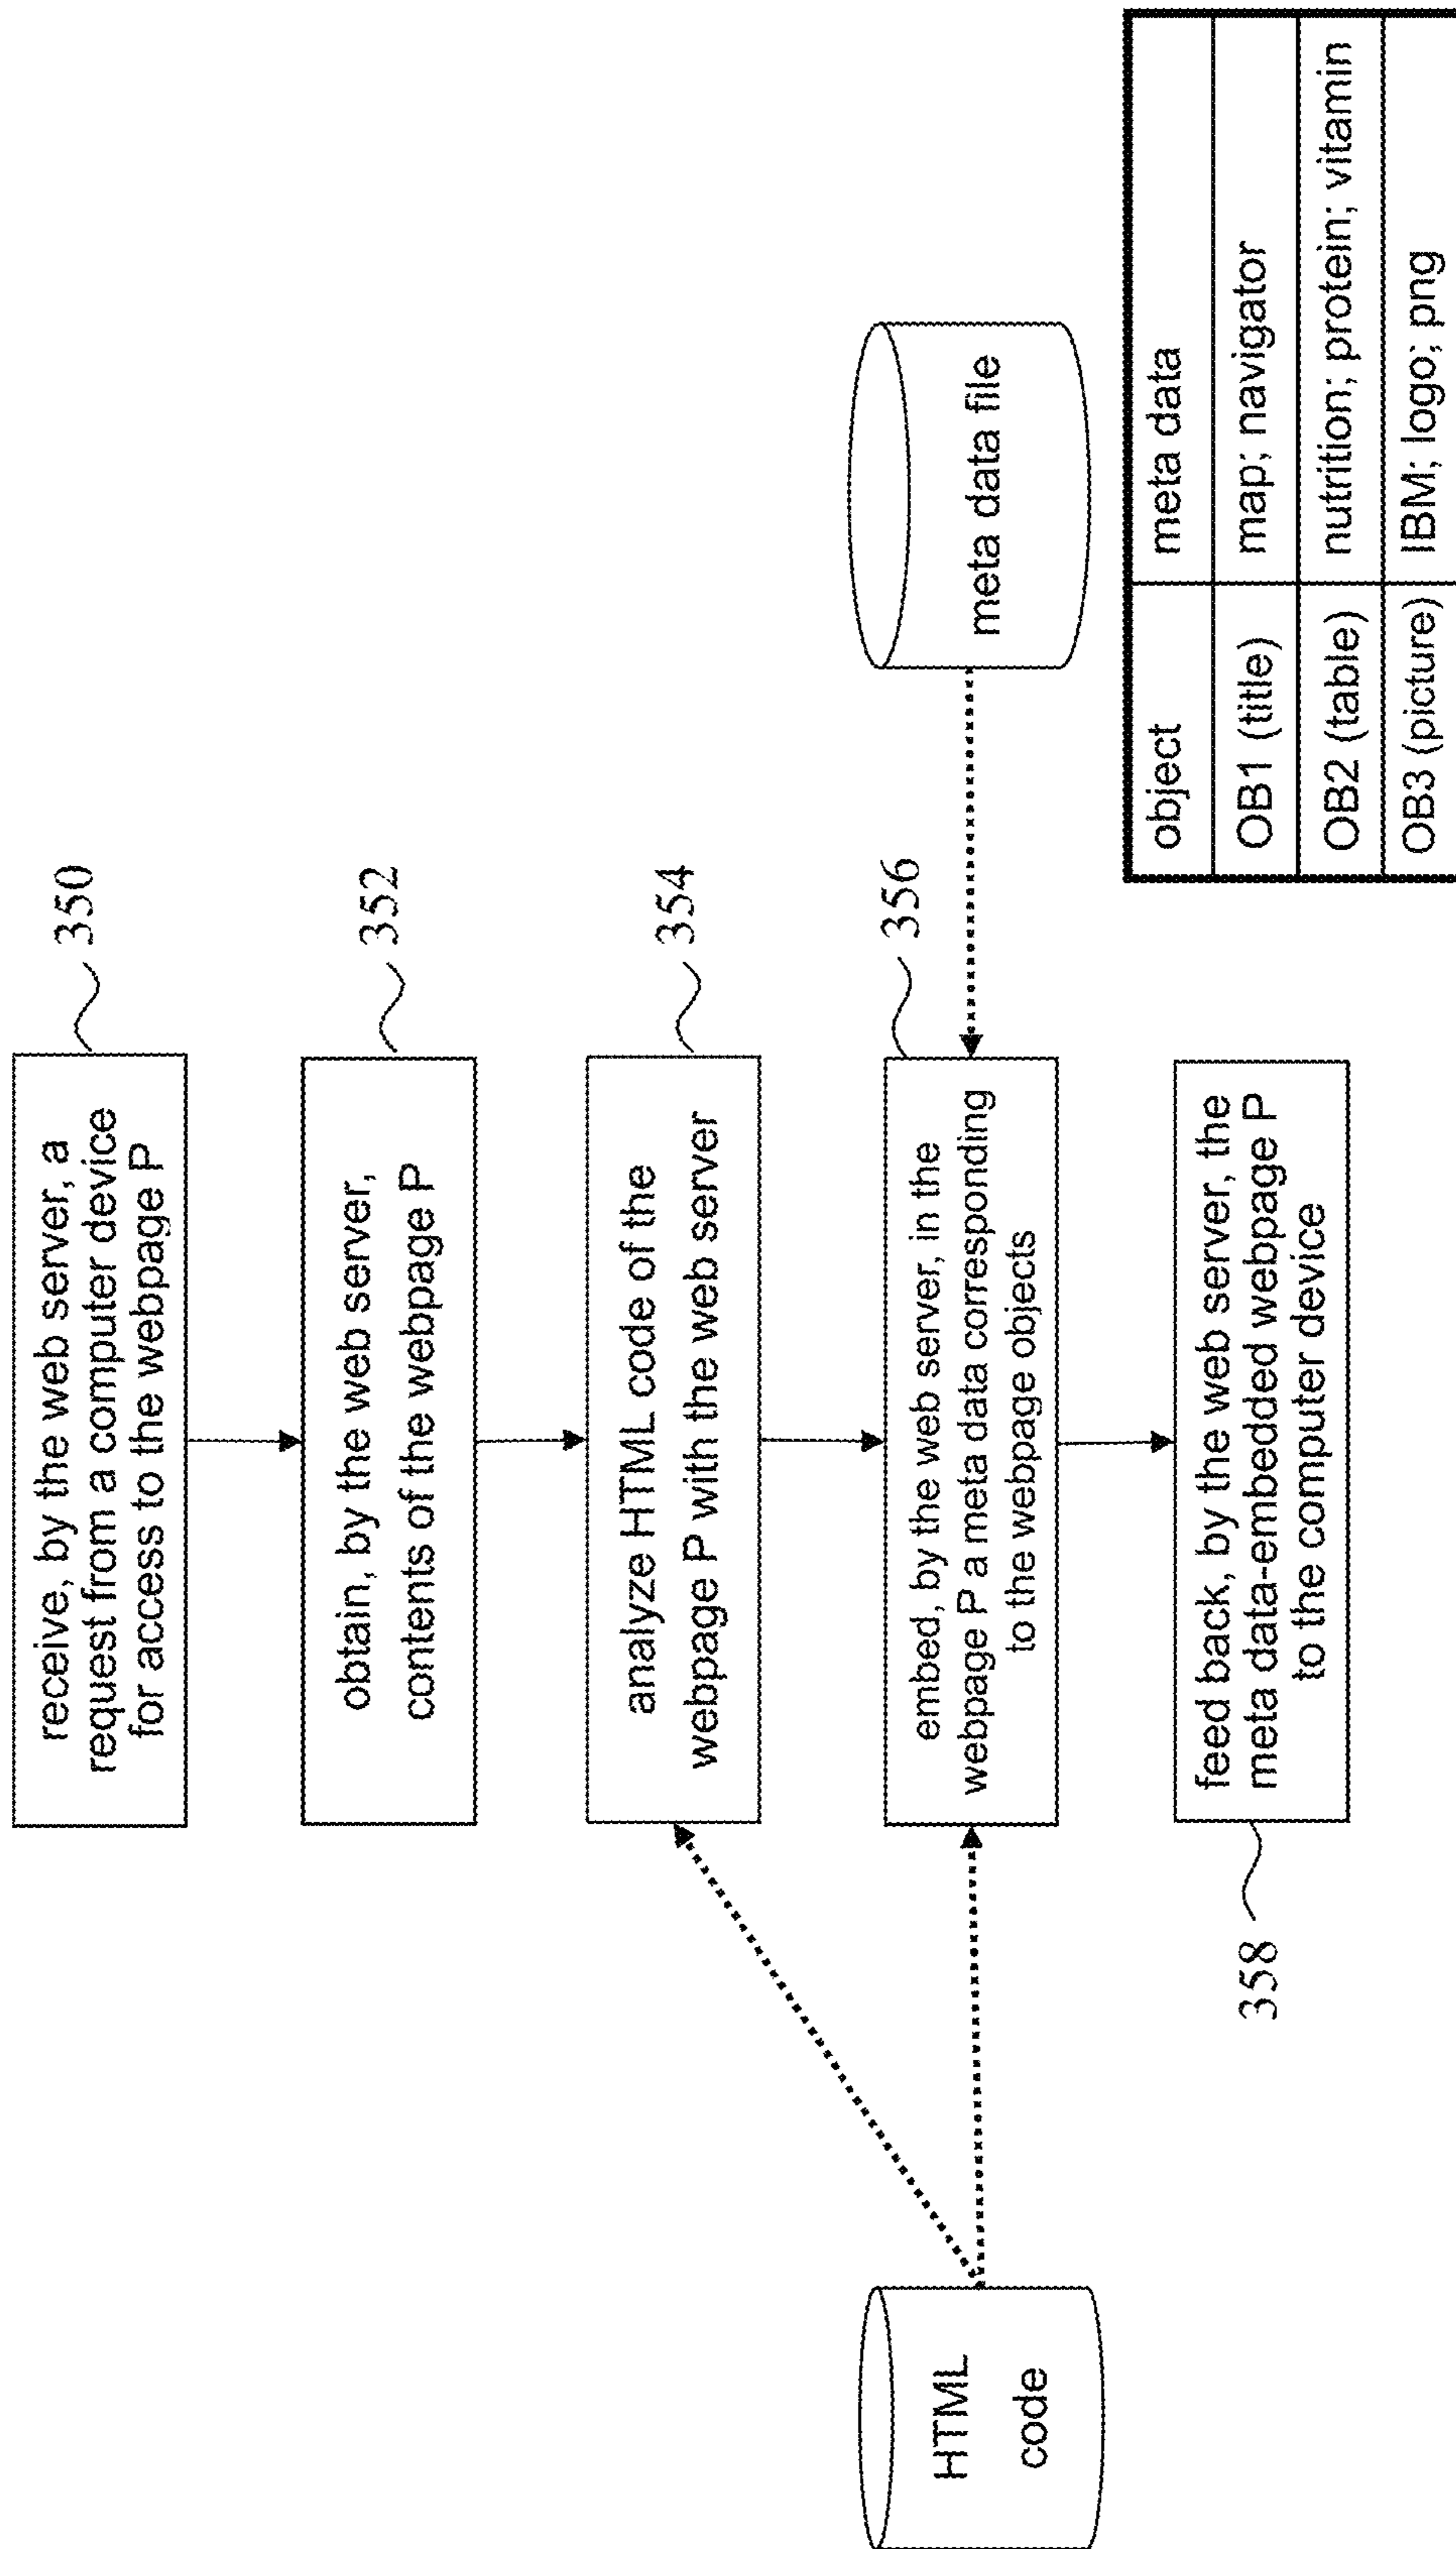 receive, by the web server, a
request from a computer device
for access to the webpage P
350
obtain, by the web server,
contents of the webpage P
352
analyze HTML code of the
webpage P with the web server
354
embed, by the web server, in the
webpage P a meta data corresponding
to the webpage objects
356
feed back, by the web server, the
meta data-embedded webpage P
to the computer device
358
HTML
code
meta data file
object meta data
OB1 (title) map; navigator
OB2 (table) nutrition; protein; vitamin
OB3 (picture) IBM; logo; png